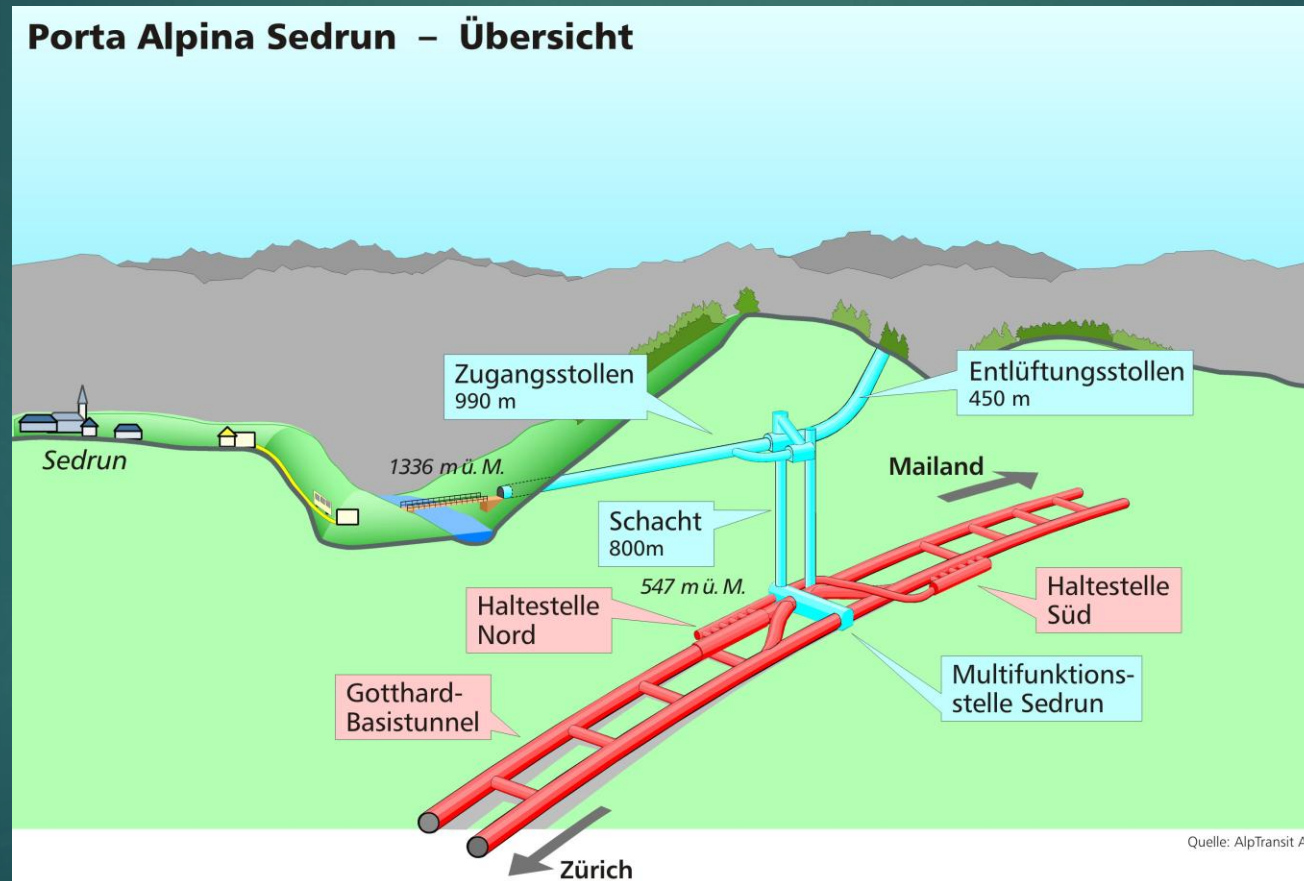 Porta Alpina Sedrun – Übersicht
Zugangsstollen
990 m
Entlüftungsstollen
450 m
Sedrun
1336 m ü. M.
Mailand
Schacht
800m
547 m ü. M.
Haltestelle
Nord
Haltestelle
Süd
Gotthard-
Basistunnel
Multifunktions-
stelle Sedrun
Quelle: AlpTransit A
Zürich